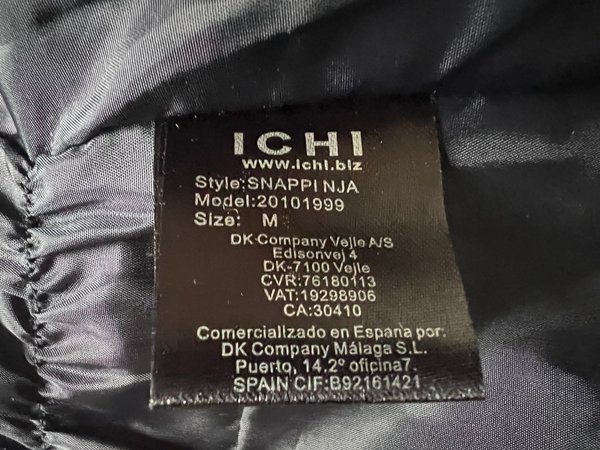 ICHI
www.ichi.biz
Style:SNAPPI NJA
Model:20101999
Size: M
DK Company Vejle A/S
Edisonvej 4
DK-7100 Vejle
CVR:76180113
VAT:19298906
CA:30410
Comercializado en España por:
DK Company Málaga S.L.
Puerto, 14.2º oficina7.
SPAIN CIF:B92161421